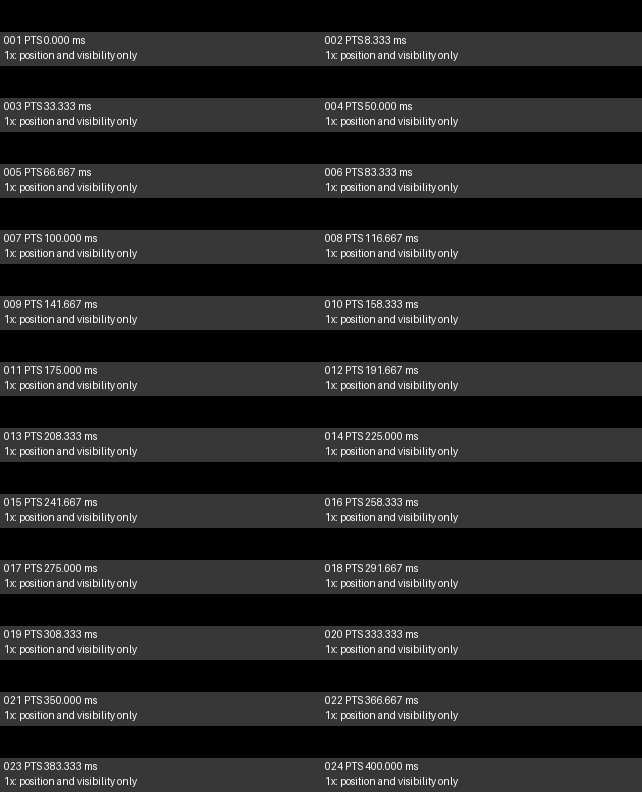 001 PTS 0.000 ms
1x: position and visibility only
002 PTS 8.333 ms
1x: position and visibility only
003 PTS 33.333 ms
1x: position and visibility only
004 PTS 50.000 ms
1x: position and visibility only
005 PTS 66.667 ms
1x: position and visibility only
006 PTS 83.333 ms
1x: position and visibility only
007 PTS 100.000 ms
1x: position and visibility only
008 PTS 116.667 ms
1x: position and visibility only
009 PTS 141.667 ms
1x: position and visibility only
010 PTS 158.333 ms
1x: position and visibility only
011 PTS 175.000 ms
1x: position and visibility only
012 PTS 191.667 ms
1x: position and visibility only
013 PTS 208.333 ms
1x: position and visibility only
014 PTS 225.000 ms
1x: position and visibility only
015 PTS 241.667 ms
1x: position and visibility only
016 PTS 258.333 ms
1x: position and visibility only
017 PTS 275.000 ms
1x: position and visibility only
018 PTS 291.667 ms
1x: position and visibility only
019 PTS 308.333 ms
1x: position and visibility only
020 PTS 333.333 ms
1x: position and visibility only
021 PTS 350.000 ms
1x: position and visibility only
022 PTS 366.667 ms
1x: position and visibility only
023 PTS 383.333 ms
1x: position and visibility only
024 PTS 400.000 ms
1x: position and visibility only